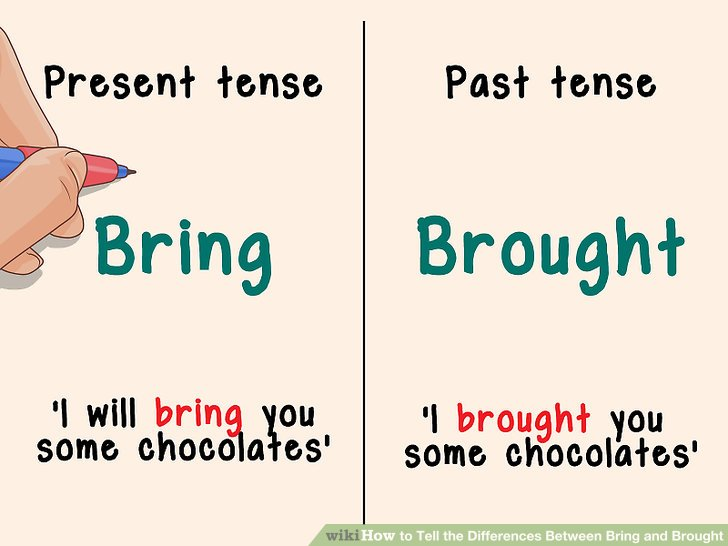 Present tense
Bring
'I will bring you
some chocolates'
Past tense
Brought
'I brought you
some chocolates'
wikiHow to Tell the Differences Between Bring and Brought